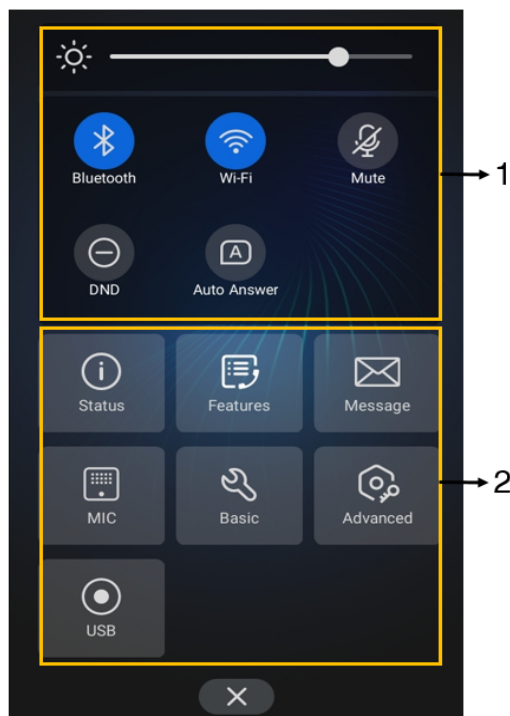 Bluetooth Wi-Fi Mute
1
DND Auto Answer
Status Features Message
MIC Basic Advanced
2
USB